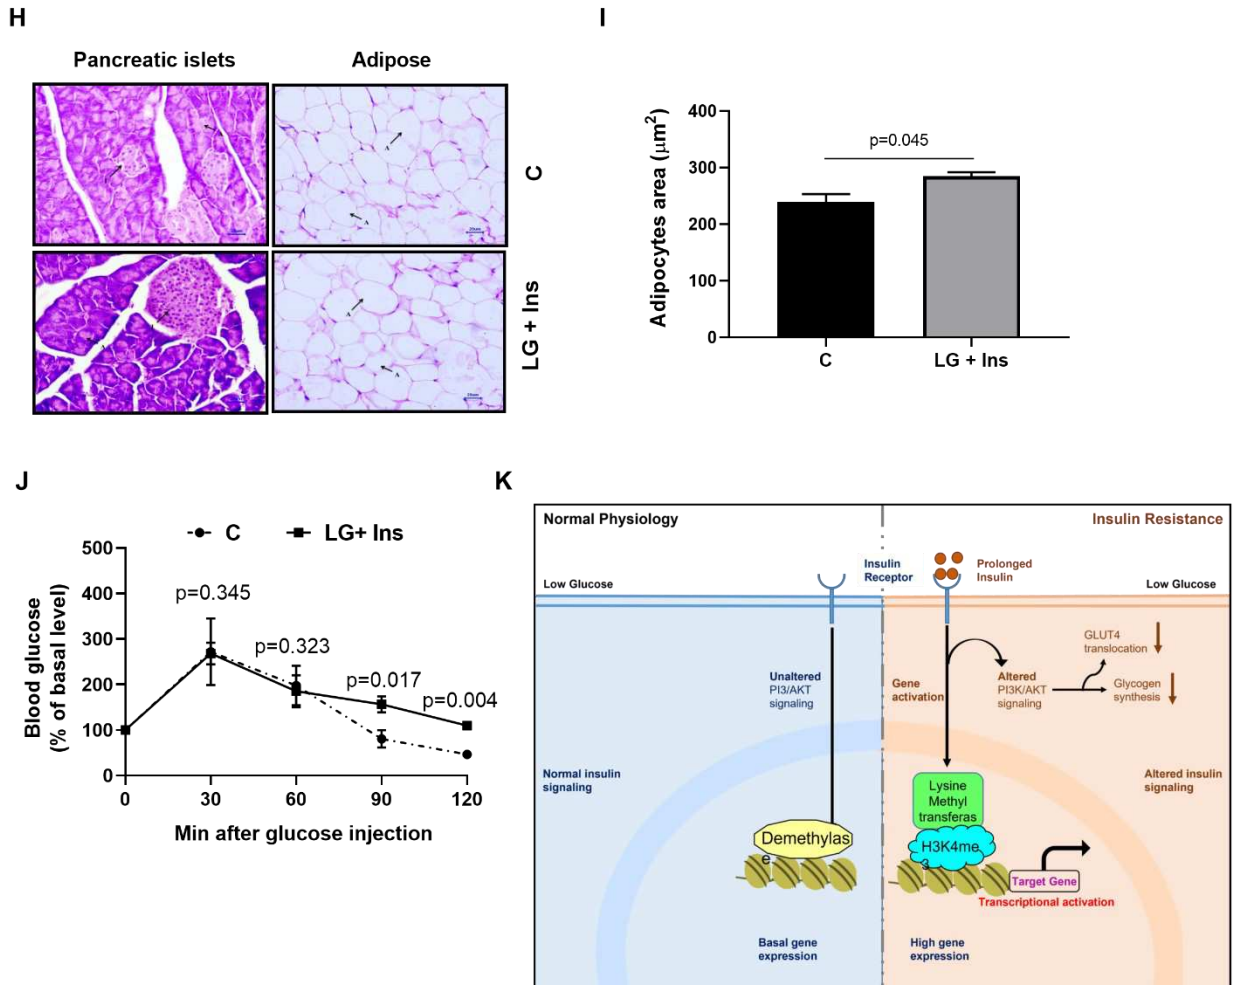 H
I
Pancreatic islets
Adipose
C
LG + Ins
A
A
20μm
A
A
20μm
Adipocytes area (μm²)
400
300
200
100
0
p=0.045
C
LG + Ins
J
K
C
LG+ Ins
Blood glucose
(% of basal level)
500
400
300
200
100
0
p=0.345
p=0.323
p=0.017
p=0.004
0
30
60
90
120
Min after glucose injection
Normal Physiology
Insulin Resistance
Low Glucose
Insulin
Receptor
Prolonged
Insulin
Low Glucose
Unaltered
PI3/AKT
signaling
Gene
activation
Altered
PI3K/AKT
signaling
GLUT4
translocation
Glycogen
synthesis
Normal insulin
signaling
Altered insulin
signaling
Demethylas
e
Lysine
Methyl
transferas
H3K4me
3
Target Gene
Transcriptional activation
Basal gene
expression
High gene
expression